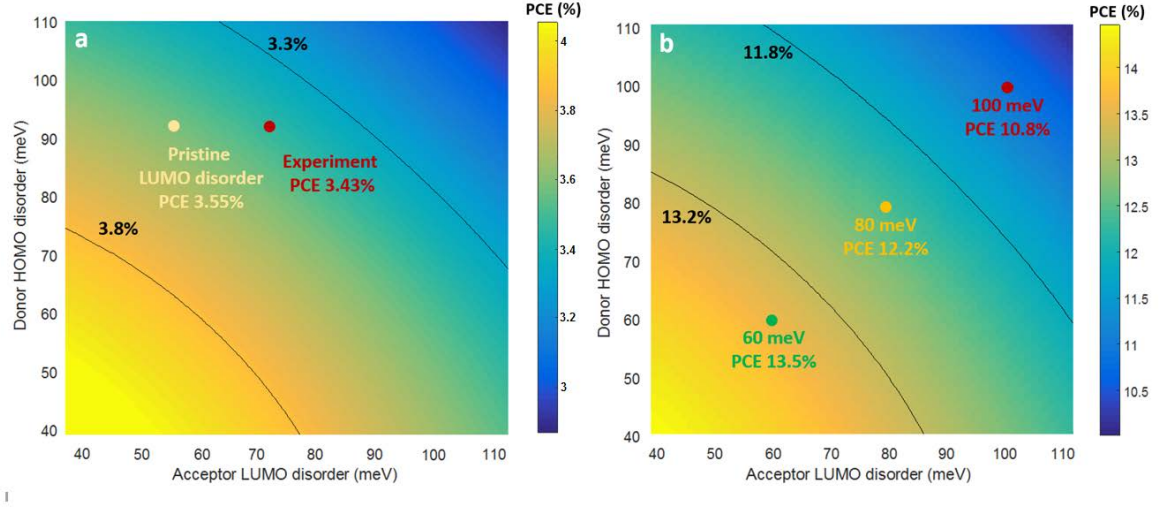 PCE (%)
a
3.3%
Pristine
LUMO disorder
PCE 3.55%
Experiment
PCE 3.43%
3.8%
110
100
90
80
70
60
50
40
Donor HOMO disorder (meV)
40 50 60 70 80 90 100 110
Acceptor LUMO disorder (meV)
4
3.8
3.6
3.4
3.2
3
PCE (%)
b
11.8%
100 meV
PCE 10.8%
13.2%
80 meV
PCE 12.2%
60 meV
PCE 13.5%
110
100
90
80
70
60
50
40
Donor HOMO disorder (meV)
40 50 60 70 80 90 100 110
Acceptor LUMO disorder (meV)
14
13.5
13
12.5
12
11.5
11
10.5